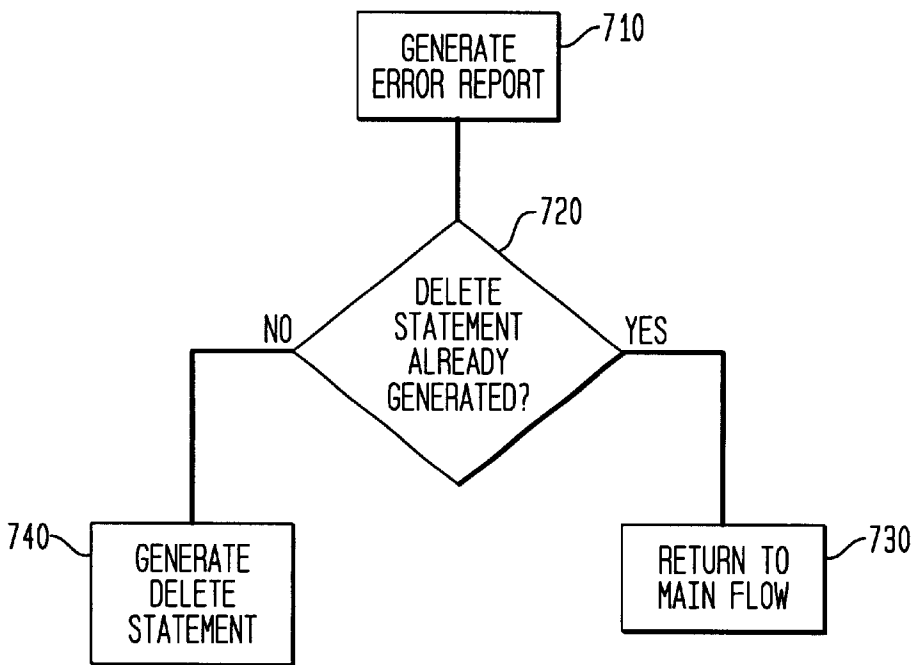 GENERATE
ERROR REPORT
710
720
DELETE
STATEMENT
ALREADY
GENERATED?
NO
YES
740
GENERATE
DELETE
STATEMENT
RETURN TO
MAIN FLOW
730